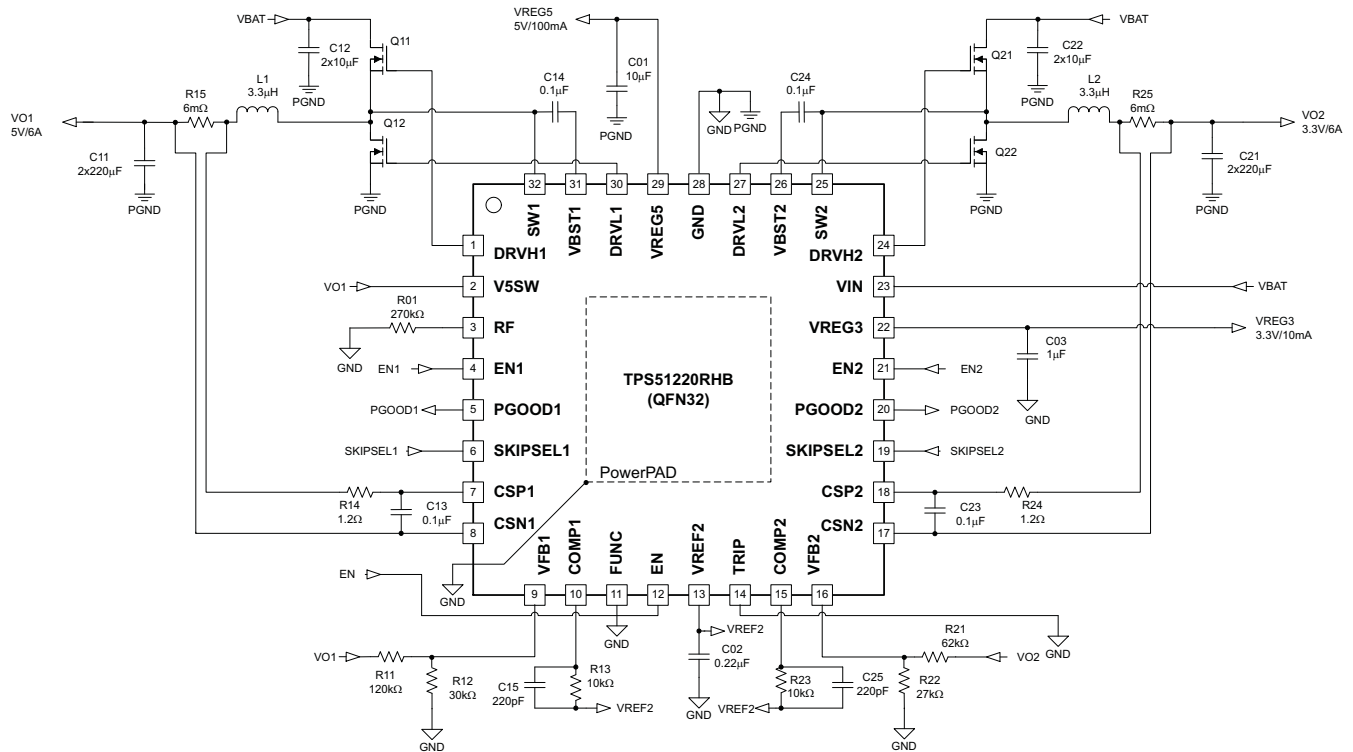 VBAT
C12
2x10μF
PGND
Q11
VREG5
5V/100mA
C01
10μF
PGND
C14
0.1μF
C24
0.1μF
GND
PGND
Q21
VBAT
C22
2x10μF
PGND
L1
3.3μH
R15
6mΩ
VO1
5V/6A
C11
2x220μF
PGND
Q12
PGND
L2
3.3μH
R25
6mΩ
VO2
3.3V/6A
C21
2x220μF
PGND
Q22
PGND
32
31
30
29
28
27
26
25
SW1
VBST1
DRVL1
VREG5
GND
DRVL2
VBST2
SW2
1
DRVH1
24
DRVH2
VO1
2
V5SW
23
VIN
VBAT
R01
270kΩ
GND
3
RF
22
VREG3
VREG3
3.3V/10mA
C03
1μF
GND
EN1
4
EN1
21
EN2
EN2
TPS51220RHB
(QFN32)
PGOOD1
5
PGOOD1
20
PGOOD2
PGOOD2
SKIPSEL1
6
SKIPSEL1
19
SKIPSEL2
SKIPSEL2
PowerPAD
R14
1.2Ω
C13
0.1μF
7
CSP1
8
CSN1
18
CSP2
17
CSN2
C23
0.1μF
R24
1.2Ω
VFB1
COMP1
FUNC
EN
VREF2
TRIP
COMP2
VFB2
9
10
11
12
13
14
15
16
EN
GND
GND
VREF2
C02
0.22μF
GND
GND
VO1
R11
120kΩ
R12
30kΩ
GND
C15
220pF
R13
10kΩ
VREF2
R23
10kΩ
C25
220pF
VREF2
R21
62kΩ
VO2
R22
27kΩ
GND